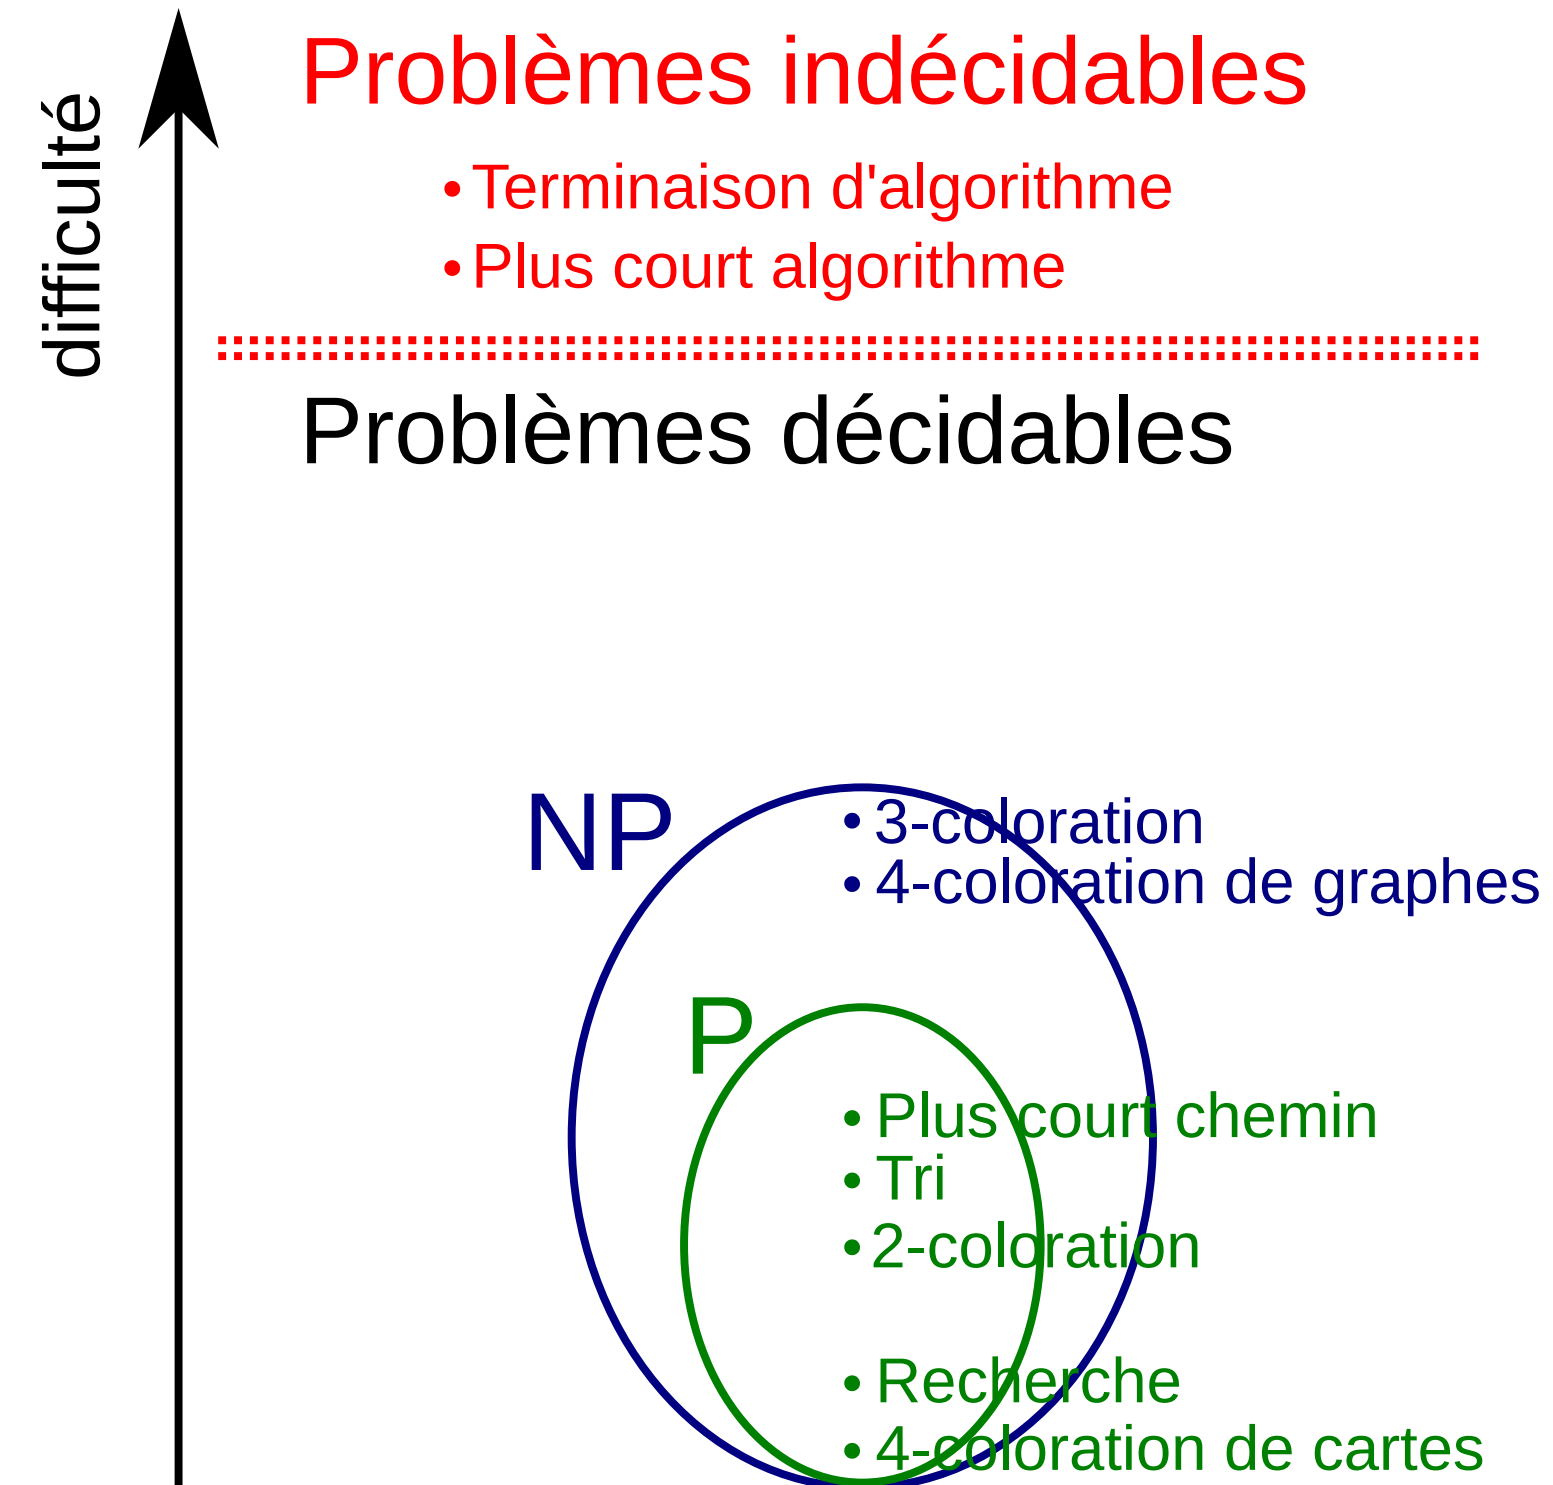 difficulté
Problèmes indécidables
• Terminaison d'algorithme
• Plus court algorithme
Problèmes décidables
NP
• 3-coloration
• 4-coloration de graphes
P
• Plus court chemin
• Tri
• 2-coloration
• Recherche
• 4-coloration de cartes